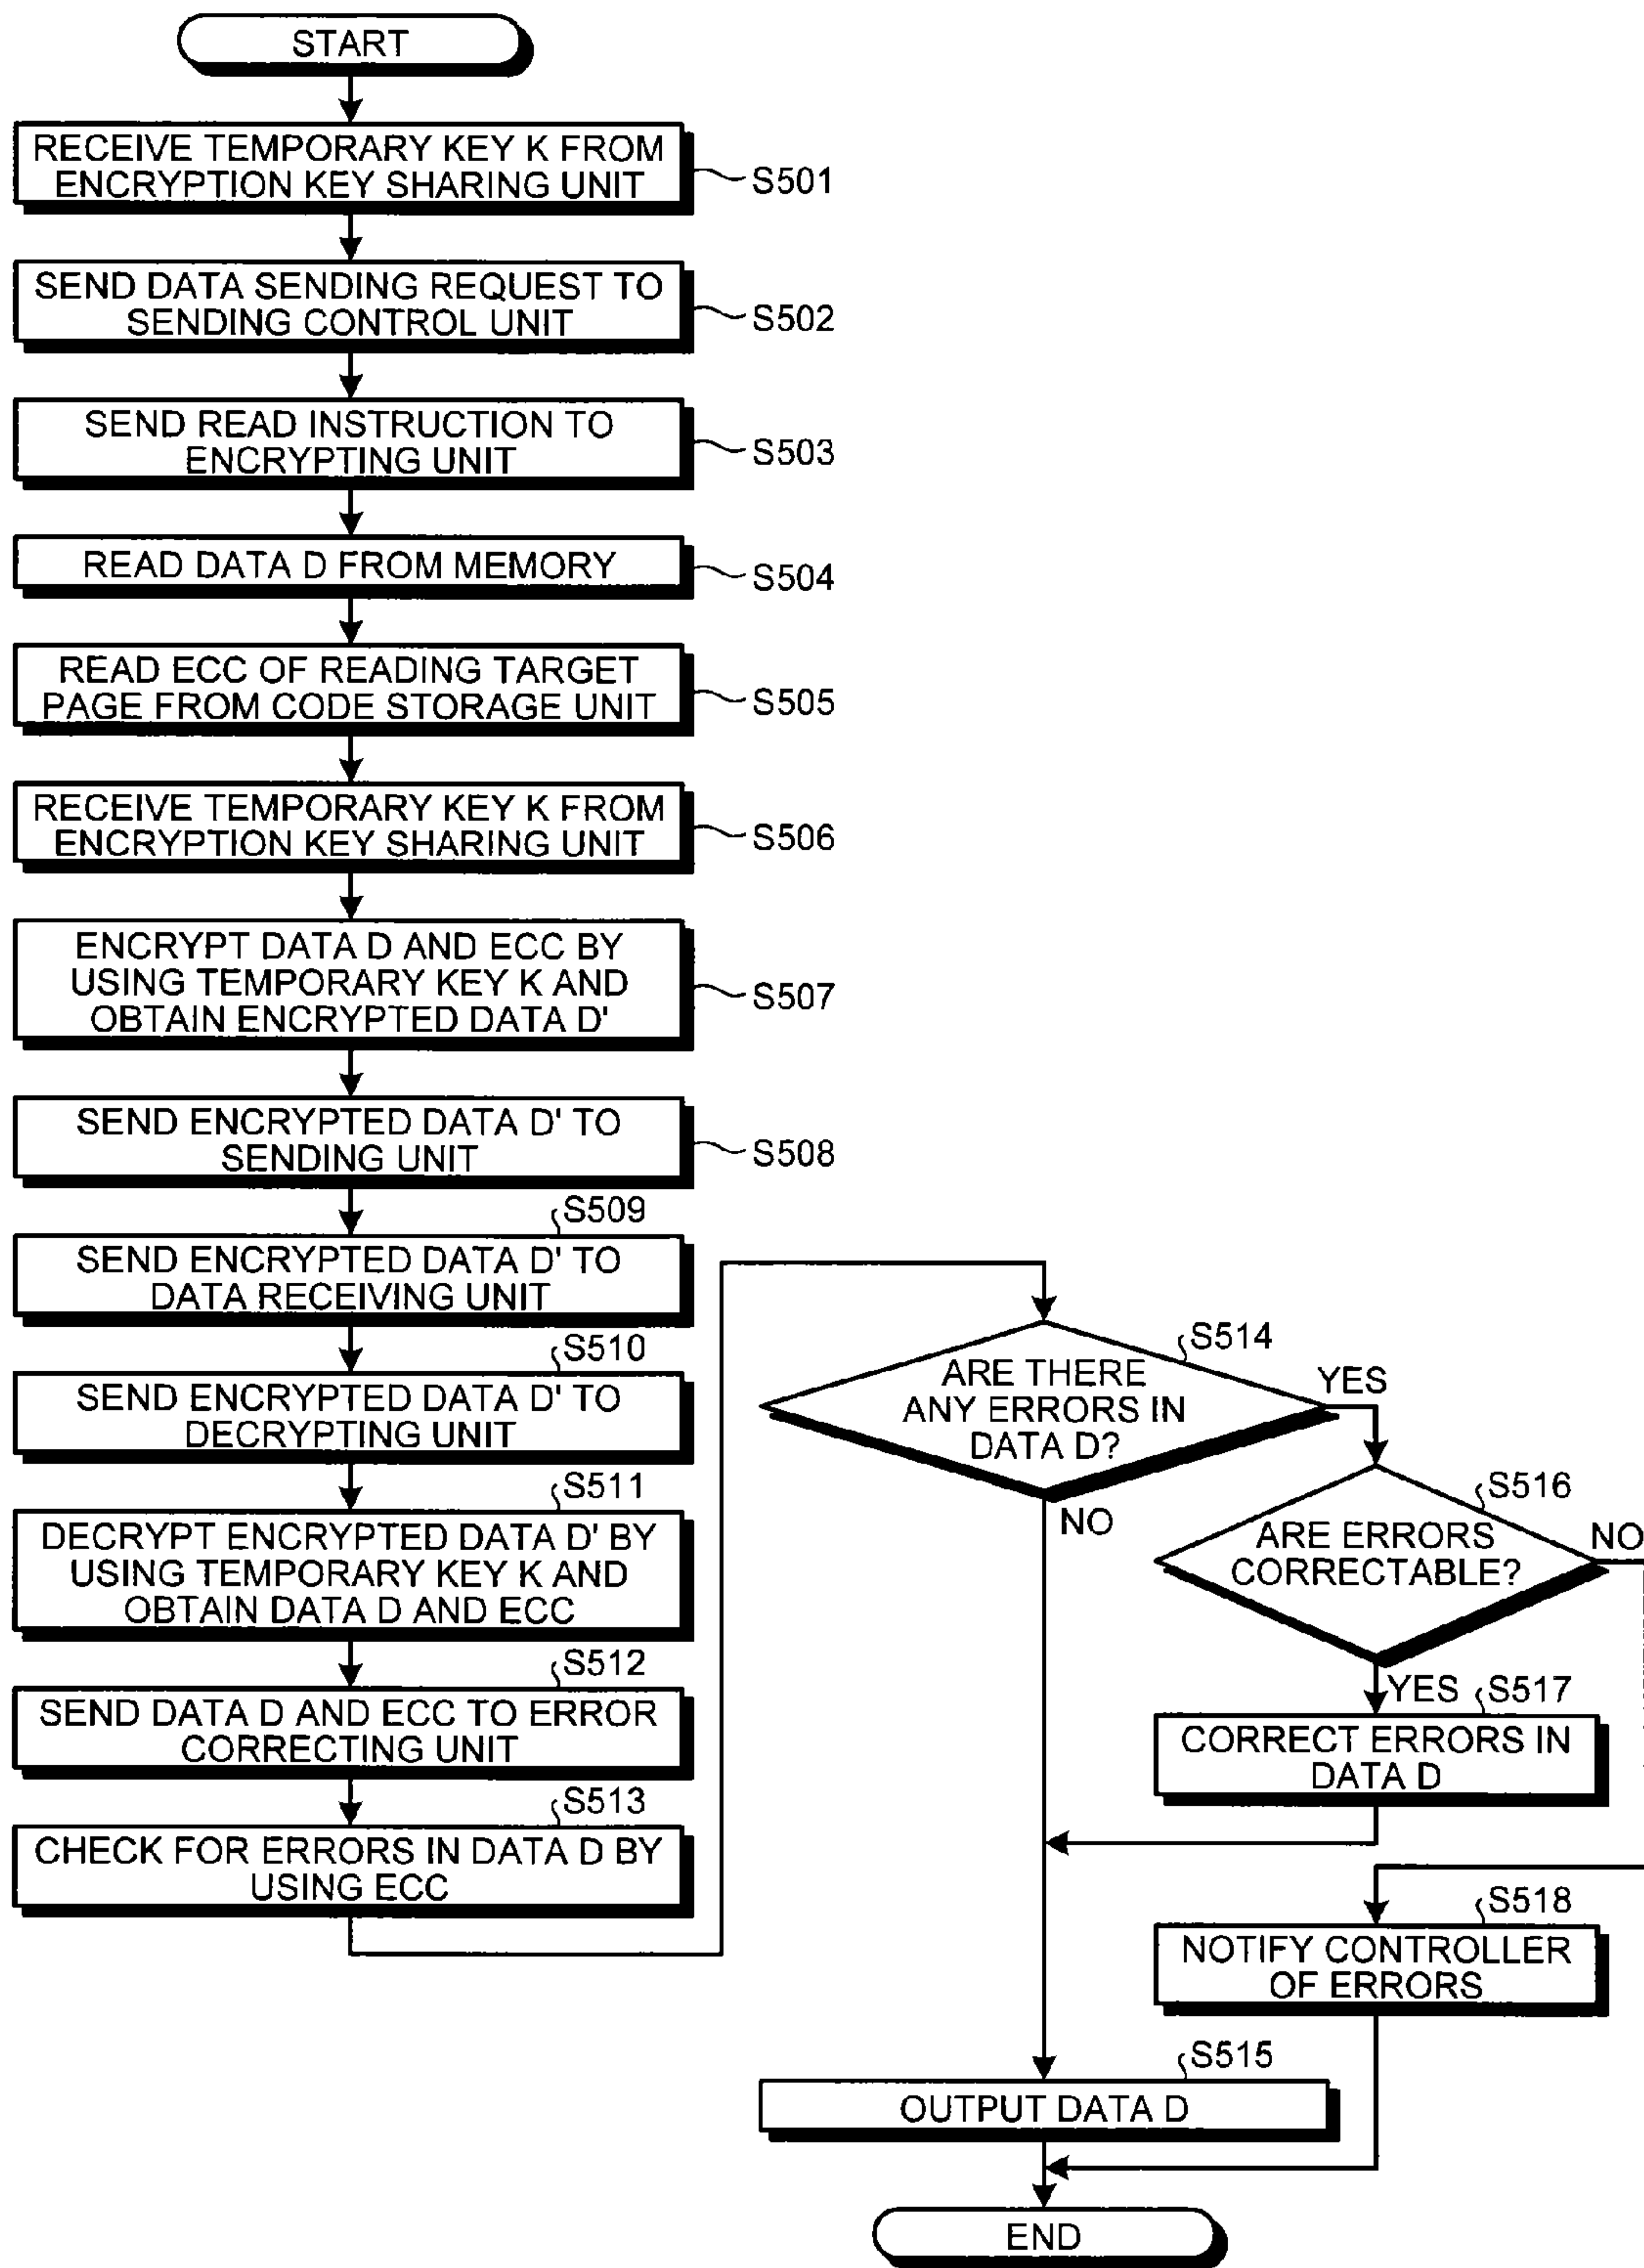 START
RECEIVE TEMPORARY KEY K FROM
ENCRYPTION KEY SHARING UNIT
S501
SEND DATA SENDING REQUEST TO
SENDING CONTROL UNIT
S502
SEND READ INSTRUCTION TO
ENCRYPTING UNIT
S503
READ DATA D FROM MEMORY
S504
READ ECC OF READING TARGET
PAGE FROM CODE STORAGE UNIT
S505
RECEIVE TEMPORARY KEY K FROM
ENCRYPTION KEY SHARING UNIT
S506
ENCRYPT DATA D AND ECC BY
USING TEMPORARY KEY K AND
OBTAIN ENCRYPTED DATA D'
S507
SEND ENCRYPTED DATA D' TO
SENDING UNIT
S508
S509
SEND ENCRYPTED DATA D' TO
DATA RECEIVING UNIT
S510
SEND ENCRYPTED DATA D' TO
DECRYPTING UNIT
S511
DECRYPT ENCRYPTED DATA D' BY
USING TEMPORARY KEY K AND
OBTAIN DATA D AND ECC
S512
SEND DATA D AND ECC TO ERROR
CORRECTING UNIT
S513
CHECK FOR ERRORS IN DATA D BY
USING ECC
S514
ARE THERE
ANY ERRORS IN
DATA D?
YES
NO
S516
ARE ERRORS
CORRECTABLE?
NO
YES
S517
CORRECT ERRORS IN
DATA D
S518
NOTIFY CONTROLLER
OF ERRORS
S515
OUTPUT DATA D
END